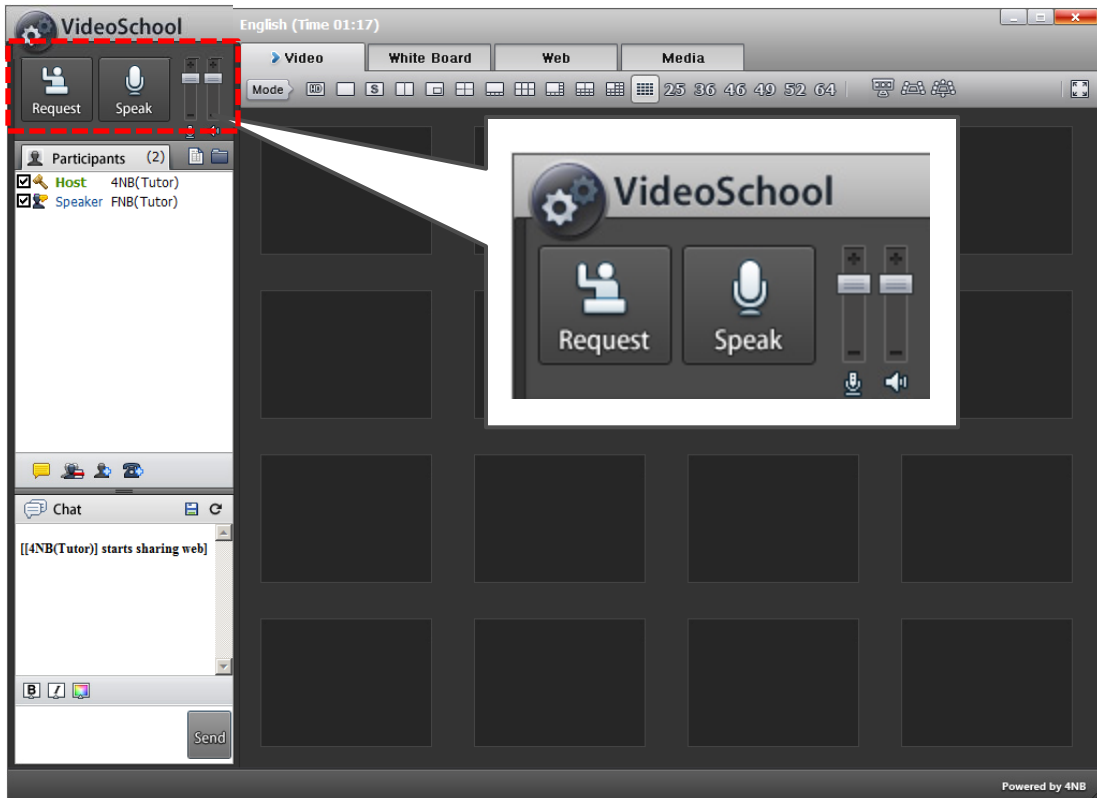 VideoSchool
English (Time 01:17)
Request
Speak
Video
White Board
Web
Media
Mode
HD
S
25 36 46 49 52 64
Participants (2)
Host 4NB(Tutor)
Speaker FNB(Tutor)
VideoSchool
Request
Speak
Chat
[[4NB(Tutor)] starts sharing web]
B I
Send
Powered by 4NB